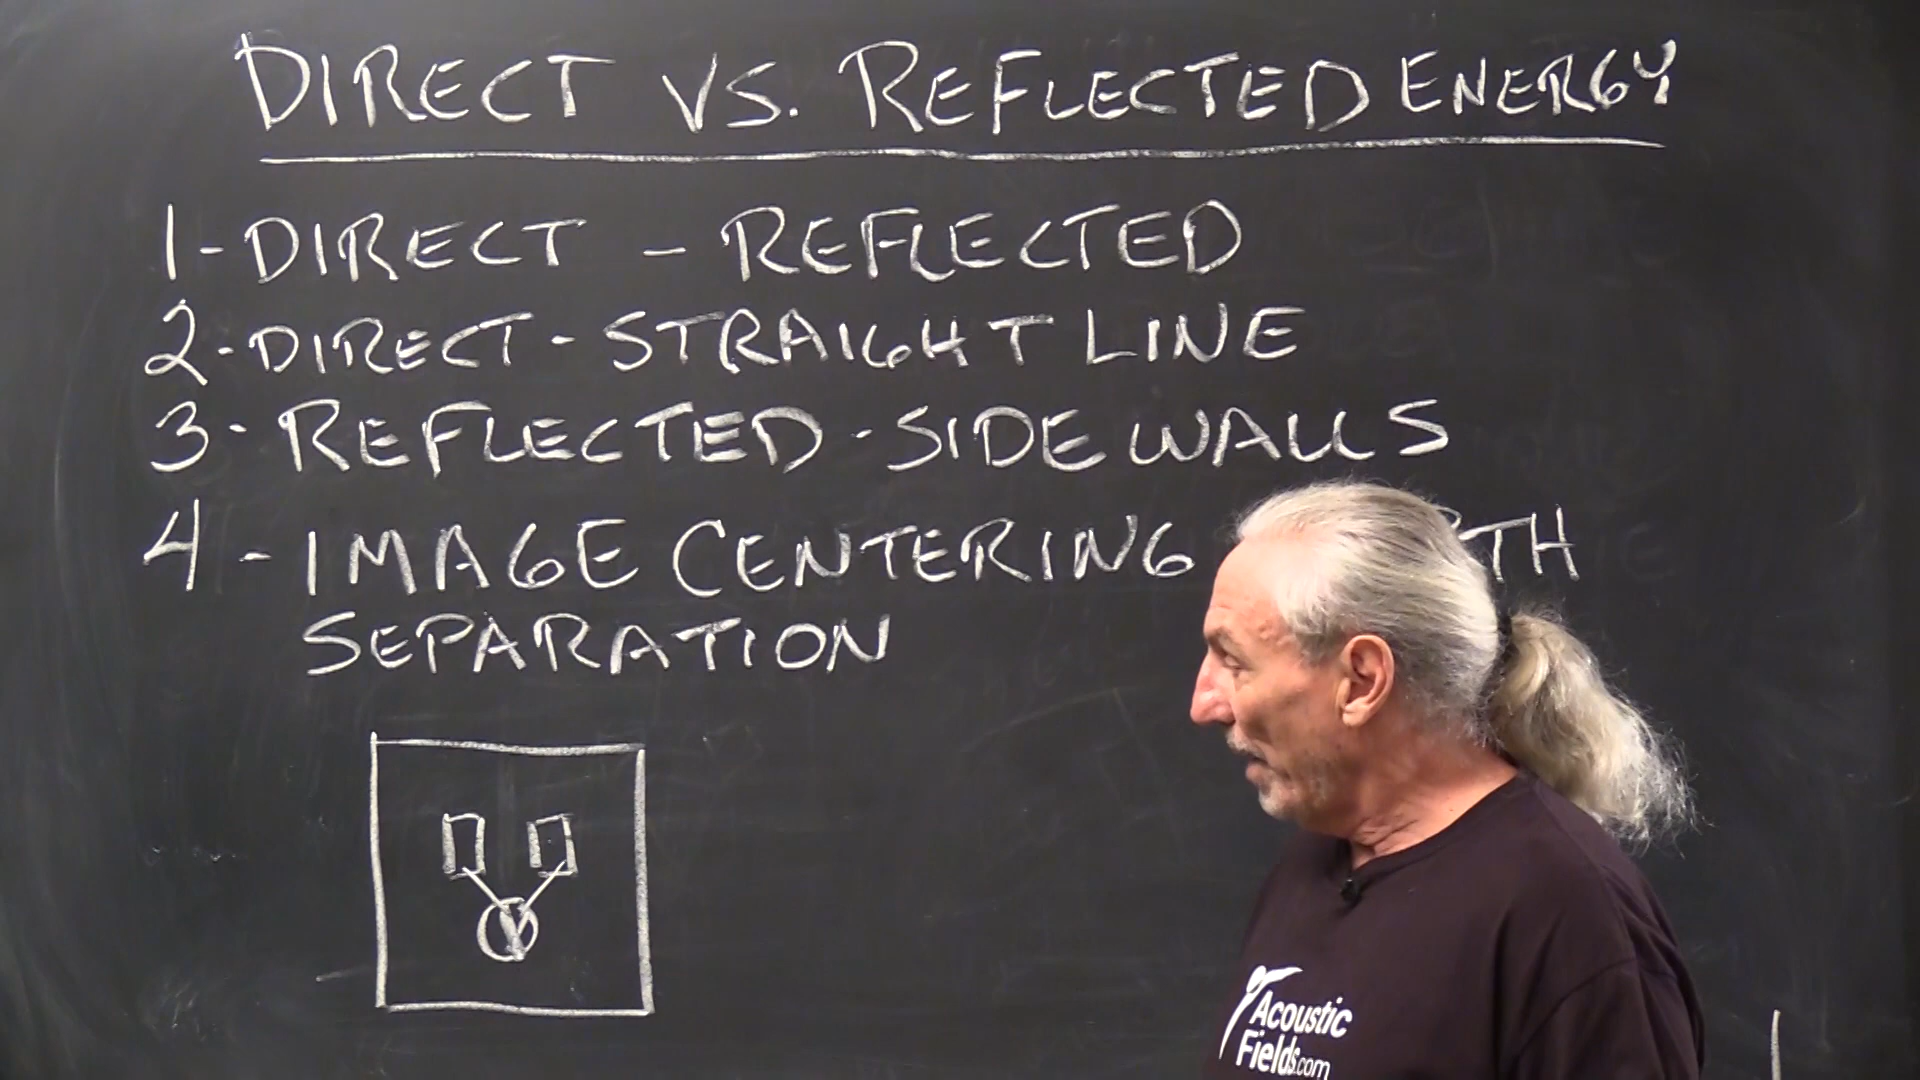 DIRECT VS. REFLECTED ENERGY
1-DIRECT - REFLECTED
2-DIRECT-STRAIGHT LINE
3-REFLECTED-SIDE WALLS
4-IMAGE CENTERING
SEPARATION
Acoustic
Fields.com